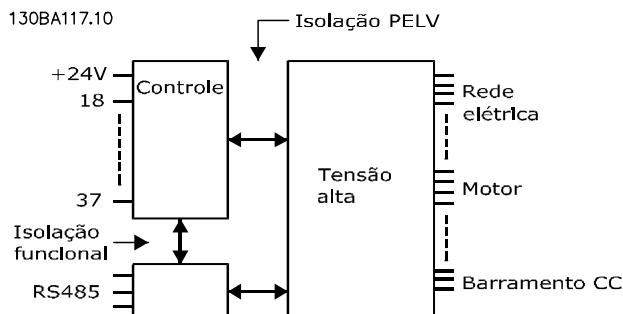 130BA117.10
Isolação PELV
+24V
Controle
18
37
Tensão
alta
Rede
elétrica
Motor
Isolação
funcional
RS485
Barramento CC